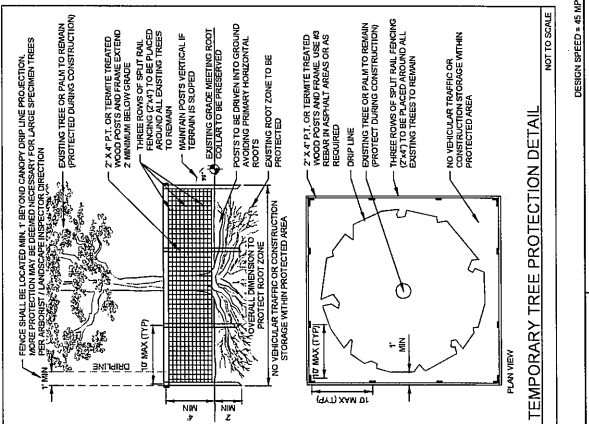 FENCE SHALL BE LOCATED MIN. 1' BEYOND CANOPY DRIP LINE PROJECTION.
MORE PROTECTION MAY BE DEEMED NECESSARY FOR LARGE SPECIMEN TREES
PER ARBORIST / LANDSCAPE INSPECTOR DIRECTION
EXISTING TREE OR PALM TO REMAIN
(PROTECTED DURING CONSTRUCTION)
1' MIN
DRIPLINE
10' MAX (TYP)
4'
MIN
2'
MIN
2" X 4" P.T. OR TERMITE TREATED
WOOD POSTS AND FRAME EXTEND
2' MINIMUM BELOW GRADE
THREE ROWS OF SPLIT RAIL
FENCING (2"x4") TO BE PLACED
AROUND ALL EXISTING TREES
TO REMAIN
MAINTAIN POSTS VERTICAL IF
TERRAIN IS SLOPED
EXISTING GRADE MEETING ROOT
COLLAR TO BE PRESERVED
POSTS TO BE DRIVEN INTO GROUND
AVOIDING PRIMARY HORIZONTAL
ROOTS
EXISTING ROOT ZONE TO BE
PROTECTED
OVERALL DIMENSION TO
PROTECT ROOT ZONE
NO VEHICULAR TRAFFIC OR CONSTRUCTION
STORAGE WITHIN PROTECTED AREA
10' MAX (TYP)
10' MAX (TYP)
1'
MIN
2" X 4" P.T. OR TERMITE TREATED
WOOD POSTS AND FRAME. USE #3
REBAR IN ASPHALT AREAS OR AS
REQUIRED
DRIP LINE
EXISTING TREE OR PALM TO REMAIN
(PROTECT DURING CONSTRUCTION)
THREE ROWS OF SPLIT RAIL FENCING
(2"x4") TO BE PLACED AROUND ALL
EXISTING TREES TO REMAIN
NO VEHICULAR TRAFFIC OR
CONSTRUCTION STORAGE WITHIN
PROTECTED AREA
PLAN VIEW
TEMPORARY TREE PROTECTION DETAIL
NOT TO SCALE
DESIGN SPEED = 45 MP